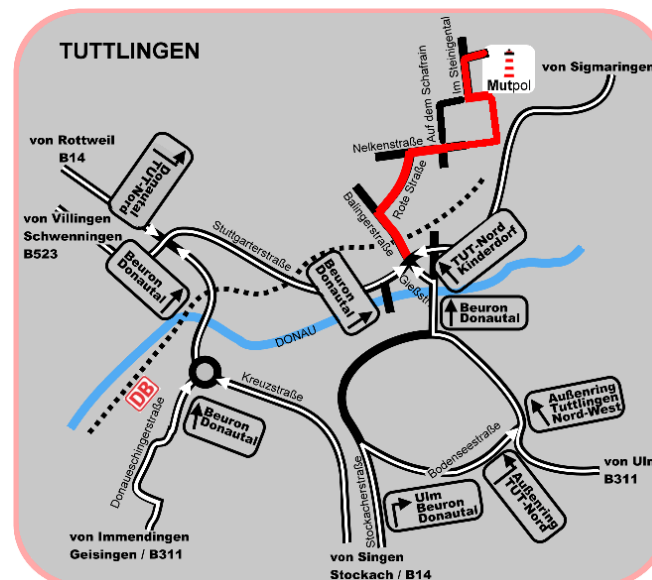 TUTTLINGEN
Mutpol
von Sigmaringen
Im Steinigental
Auf dem Schafrain
Nelkenstraße
Rote Straße
Balingerstraße
von Rottweil
B14
Donautal
TUT-Nord
von Villingen
Schwenningen
B523
Beuron
Donautal
Stuttgarterstraße
Beuron
Donautal
TUT-Nord
Kinderdorf
Gießstr
Beuron
Donautal
DONAU
DB
Kreuzstraße
Beuron
Donautal
Donaueschingerstraße
Außenring
Tuttlingen
Nord-West
Bodenseestraße
Stockacherstraße
Ulm
Beuron
Donautal
Außenring
TUT-Nord
von Ulm
B311
von Immendingen
Geisingen / B311
von Singen
Stockach / B14